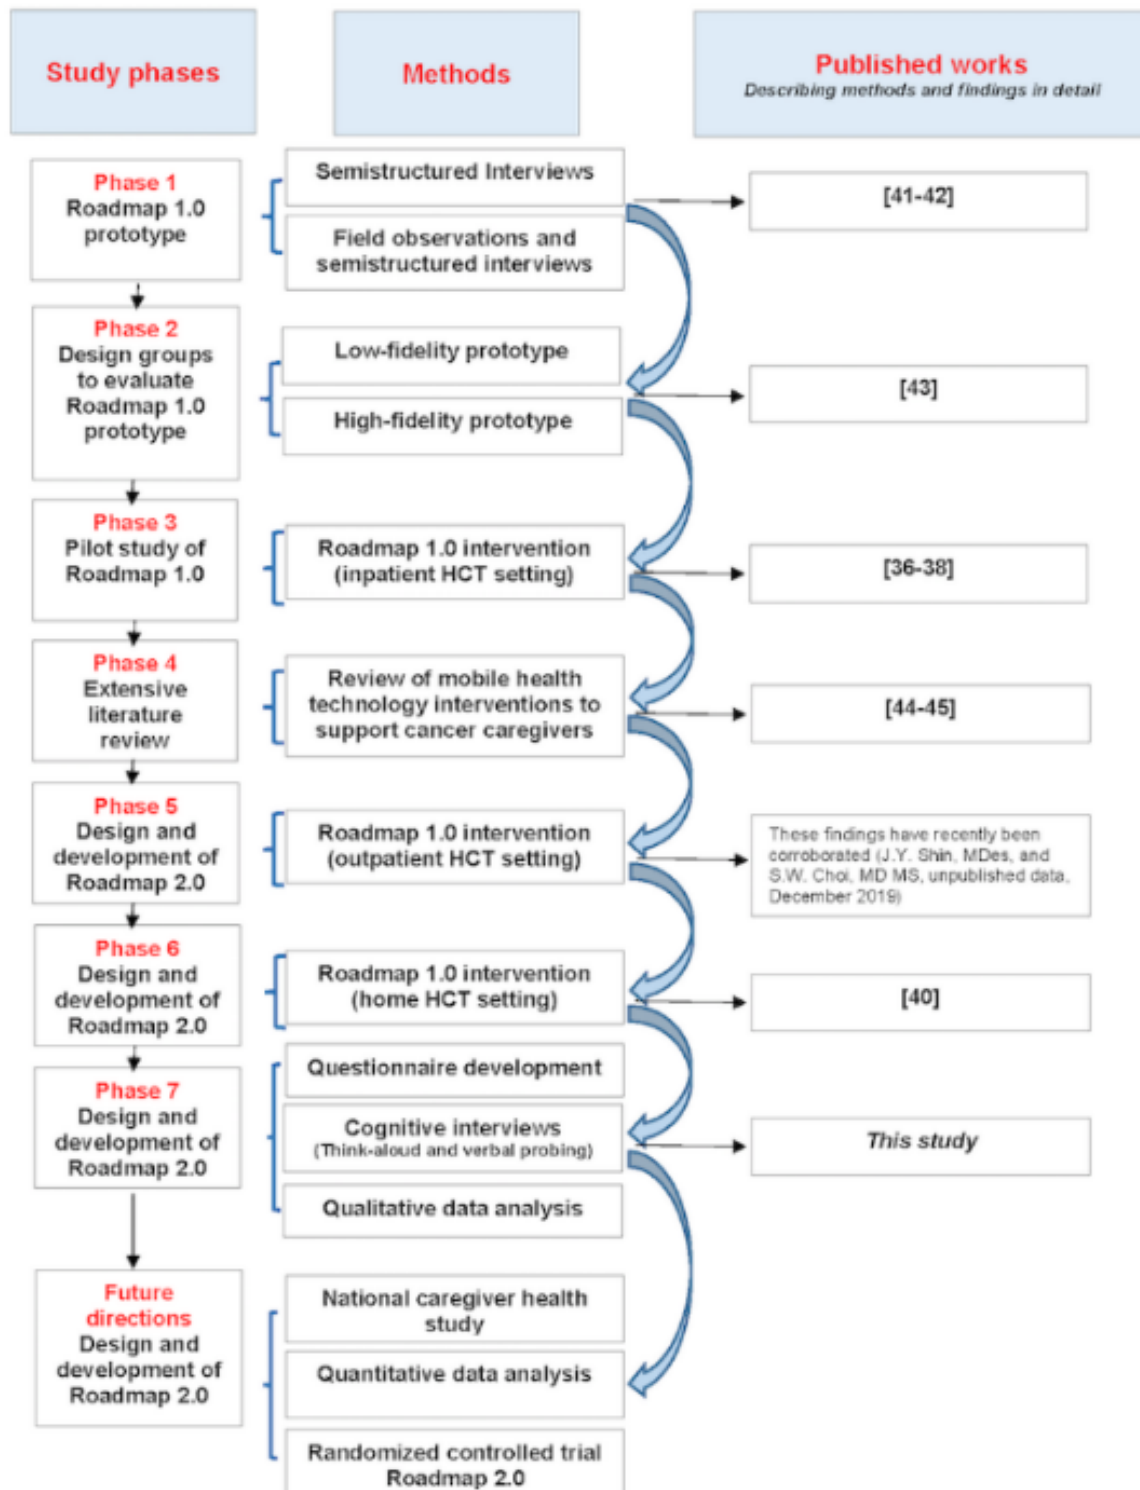 Study phases
Methods
Published works
Describing methods and findings in detail
Phase 1
Roadmap 1.0
prototype
Semistructured Interviews
Field observations and
semistructured interviews
[41-42]
Phase 2
Design groups
to evaluate
Roadmap 1.0
prototype
Low-fidelity prototype
High-fidelity prototype
[43]
Phase 3
Pilot study of
Roadmap 1.0
Roadmap 1.0 intervention
(inpatient HCT setting)
[36-38]
Phase 4
Extensive
literature
review
Review of mobile health
technology interventions to
support cancer caregivers
[44-45]
Phase 5
Design and
development of
Roadmap 2.0
Roadmap 1.0 intervention
(outpatient HCT setting)
These findings have recently been
corroborated (J.Y. Shin, MDes, and
S.W. Choi, MD MS, unpublished data,
December 2019)
Phase 6
Design and
development of
Roadmap 2.0
Roadmap 1.0 intervention
(home HCT setting)
[40]
Phase 7
Design and
development of
Roadmap 2.0
Questionnaire development
Cognitive interviews
(Think-aloud and verbal probing)
Qualitative data analysis
This study
Future
directions
Design and
development of
Roadmap 2.0
National caregiver health
study
Quantitative data analysis
Randomized controlled trial
Roadmap 2.0